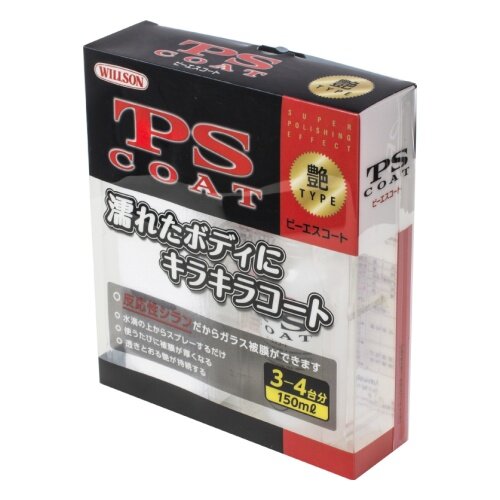 PS
COAT
ピーエスコート
艶
TYPE
WILLSON
PS
COAT
SUPER
POLISHING
EFFECT
艶
TYPE
ピーエスコート
濡れたボディに
キラキラコート
反応性シランだからガラス被膜ができます
水滴の上からスプレーするだけ
使うたびに被膜が厚くなる
透きとおる艶が持続する
3-4台分
150ml
PS
COAT
ピーエスコート